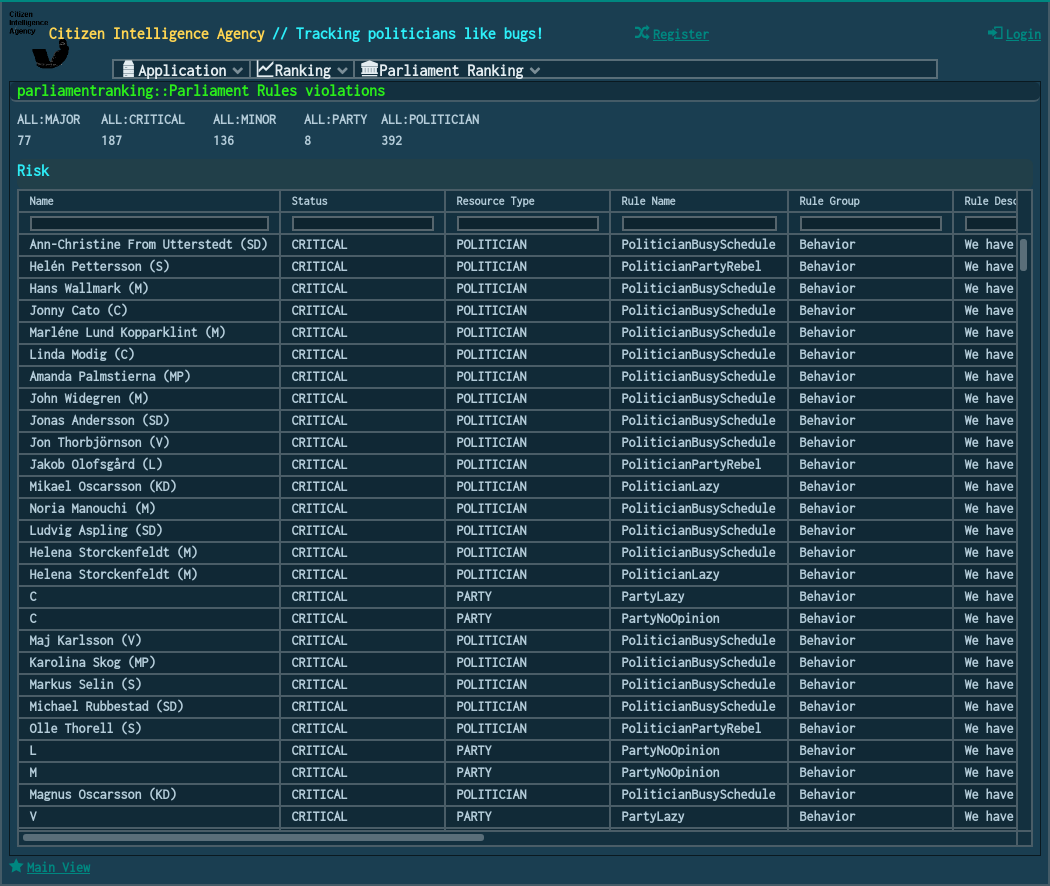 Citizen
Intelligence
Agency
Citizen Intelligence Agency // Tracking politicians like bugs!
Register
Login
Application Ranking Parliament Ranking
parliamentranking::Parliament Rules violations
ALL:MAJOR ALL:CRITICAL ALL:MINOR ALL:PARTY ALL:POLITICIAN
77 187 136 8 392
Risk
Name Status Resource Type Rule Name Rule Group Rule Desc
Ann-Christine From Utterstedt (SD) CRITICAL POLITICIAN PoliticianBusySchedule Behavior We have
Helén Pettersson (S) CRITICAL POLITICIAN PoliticianPartyRebel Behavior We have
Hans Wallmark (M) CRITICAL POLITICIAN PoliticianBusySchedule Behavior We have
Jonny Cato (C) CRITICAL POLITICIAN PoliticianBusySchedule Behavior We have
Marléne Lund Kopparklint (M) CRITICAL POLITICIAN PoliticianBusySchedule Behavior We have
Linda Modig (C) CRITICAL POLITICIAN PoliticianBusySchedule Behavior We have
Amanda Palmstierna (MP) CRITICAL POLITICIAN PoliticianBusySchedule Behavior We have
John Widegren (M) CRITICAL POLITICIAN PoliticianBusySchedule Behavior We have
Jonas Andersson (SD) CRITICAL POLITICIAN PoliticianBusySchedule Behavior We have
Jon Thorbjörnson (V) CRITICAL POLITICIAN PoliticianBusySchedule Behavior We have
Jakob Olofsgård (L) CRITICAL POLITICIAN PoliticianPartyRebel Behavior We have
Mikael Oscarsson (KD) CRITICAL POLITICIAN PoliticianLazy Behavior We have
Noria Manouchi (M) CRITICAL POLITICIAN PoliticianBusySchedule Behavior We have
Ludvig Aspling (SD) CRITICAL POLITICIAN PoliticianBusySchedule Behavior We have
Helena Storckenfeldt (M) CRITICAL POLITICIAN PoliticianBusySchedule Behavior We have
Helena Storckenfeldt (M) CRITICAL POLITICIAN PoliticianLazy Behavior We have
C CRITICAL PARTY PartyLazy Behavior We have
C CRITICAL PARTY PartyNoOpinion Behavior We have
Maj Karlsson (V) CRITICAL POLITICIAN PoliticianBusySchedule Behavior We have
Karolina Skog (MP) CRITICAL POLITICIAN PoliticianBusySchedule Behavior We have
Markus Selin (S) CRITICAL POLITICIAN PoliticianBusySchedule Behavior We have
Michael Rubbestad (SD) CRITICAL POLITICIAN PoliticianBusySchedule Behavior We have
Olle Thorell (S) CRITICAL POLITICIAN PoliticianPartyRebel Behavior We have
L CRITICAL PARTY PartyNoOpinion Behavior We have
M CRITICAL PARTY PartyNoOpinion Behavior We have
Magnus Oscarsson (KD) CRITICAL POLITICIAN PoliticianBusySchedule Behavior We have
V CRITICAL PARTY PartyLazy Behavior We have
Main View